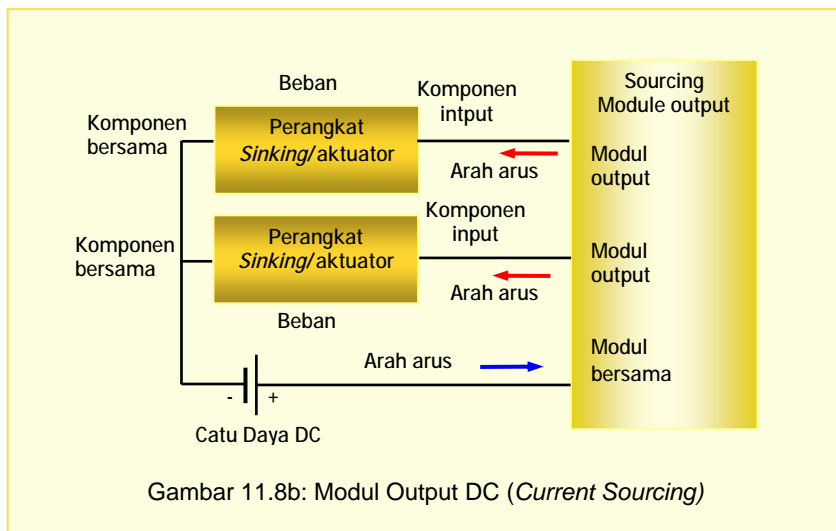 Beban
Komponen
bersama
Perangkat
Sinking/aktuator
Komponen
intput
Arah arus
Sourcing
Module output
Modul
output
Komponen
bersama
Perangkat
Sinking/aktuator
Komponen
input
Arah arus
Modul
output
Beban
Arah arus
Modul
bersama
- +
Catu Daya DC
Gambar 11.8b: Modul Output DC (Current Sourcing)